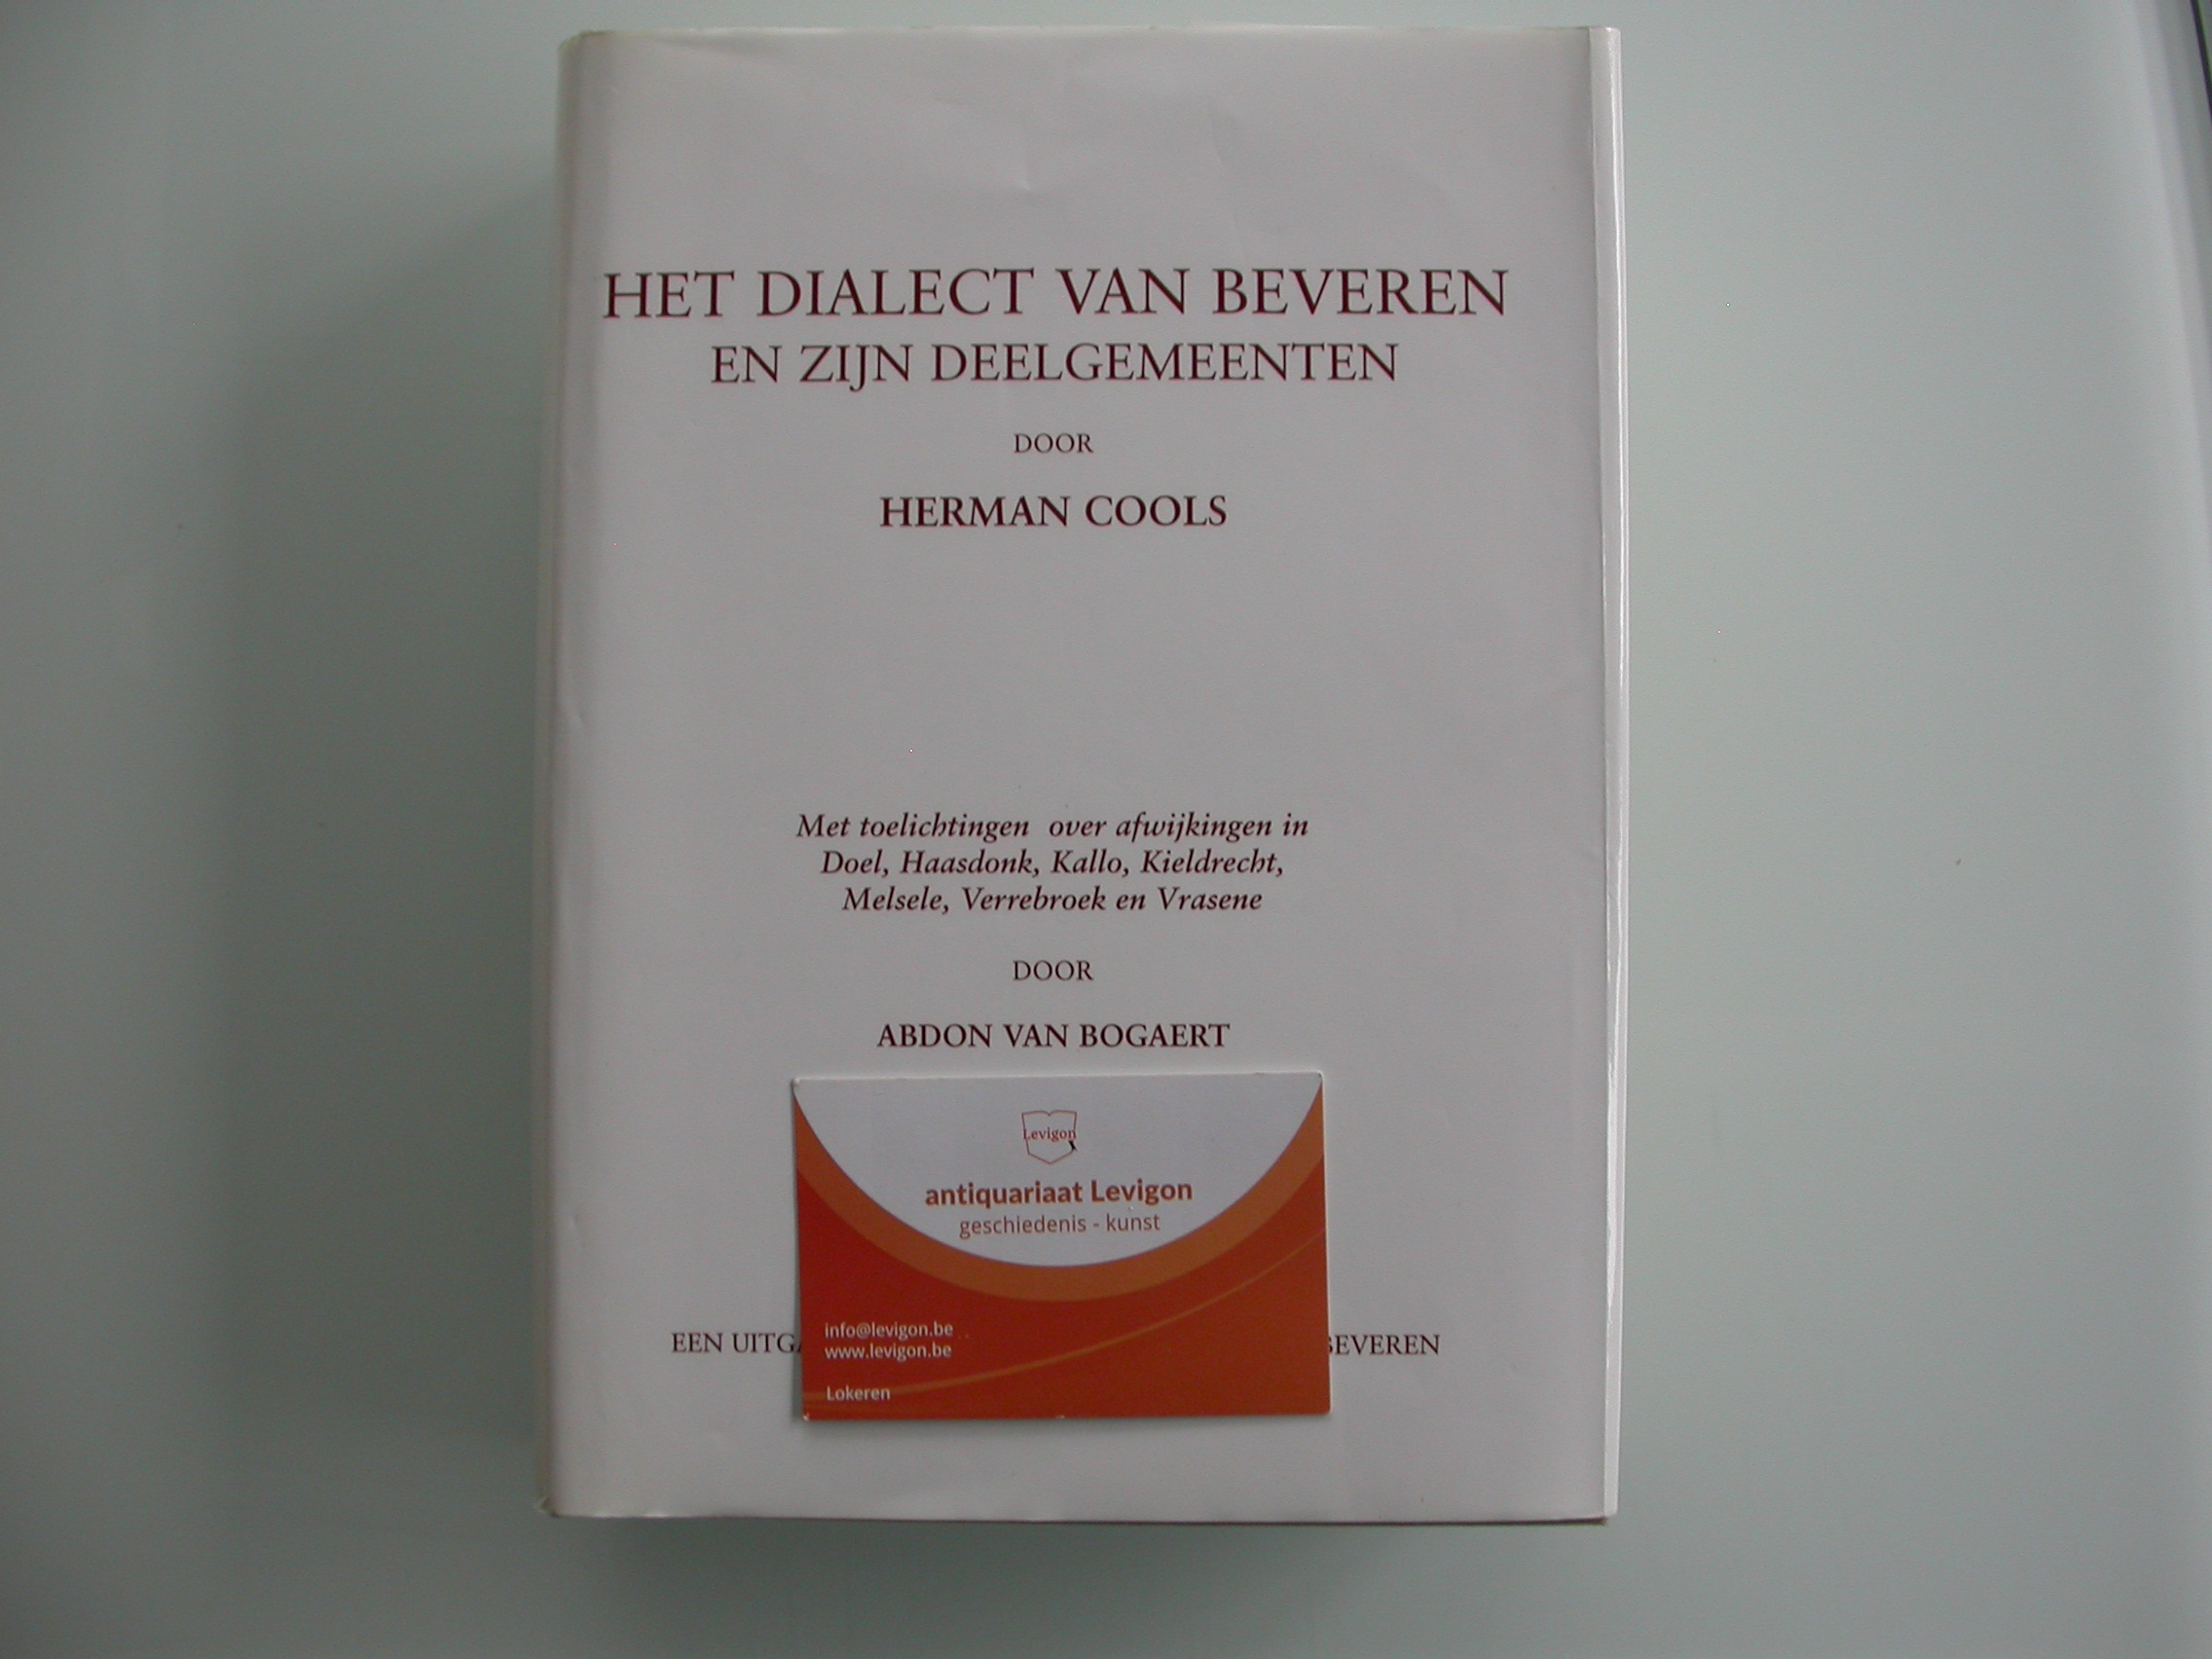 HET DIALECT VAN BEVEREN
EN ZIJN DEELGEMEENTEN
DOOR
HERMAN COOLS
Met toelichtingen over afwijkingen in
Doel, Haasdonk, Kallo, Kieldrecht,
Melsele, Verrebroek en Vrasene
DOOR
ABDON VAN BOGAERT
Levigon
antiquariaat Levigon
geschiedenis - kunst
info@levigon.be
www.levigon.be
Lokeren
EEN BEVEREN